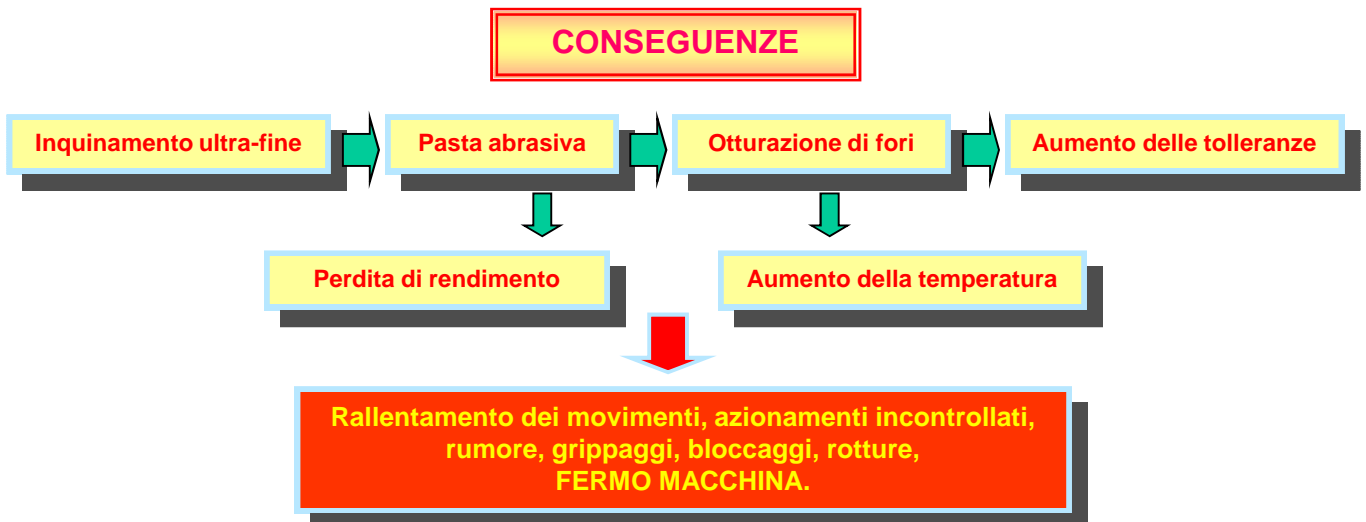 CONSEGUENZE
Inquinamento ultra-fine
Pasta abrasiva
Otturazione di fori
Aumento delle tolleranze
Perdita di rendimento
Aumento della temperatura
Rallentamento dei movimenti, azionamenti incontrollati,
rumore, grippaggi, bloccaggi, rotture,
FERMO MACCHINA.